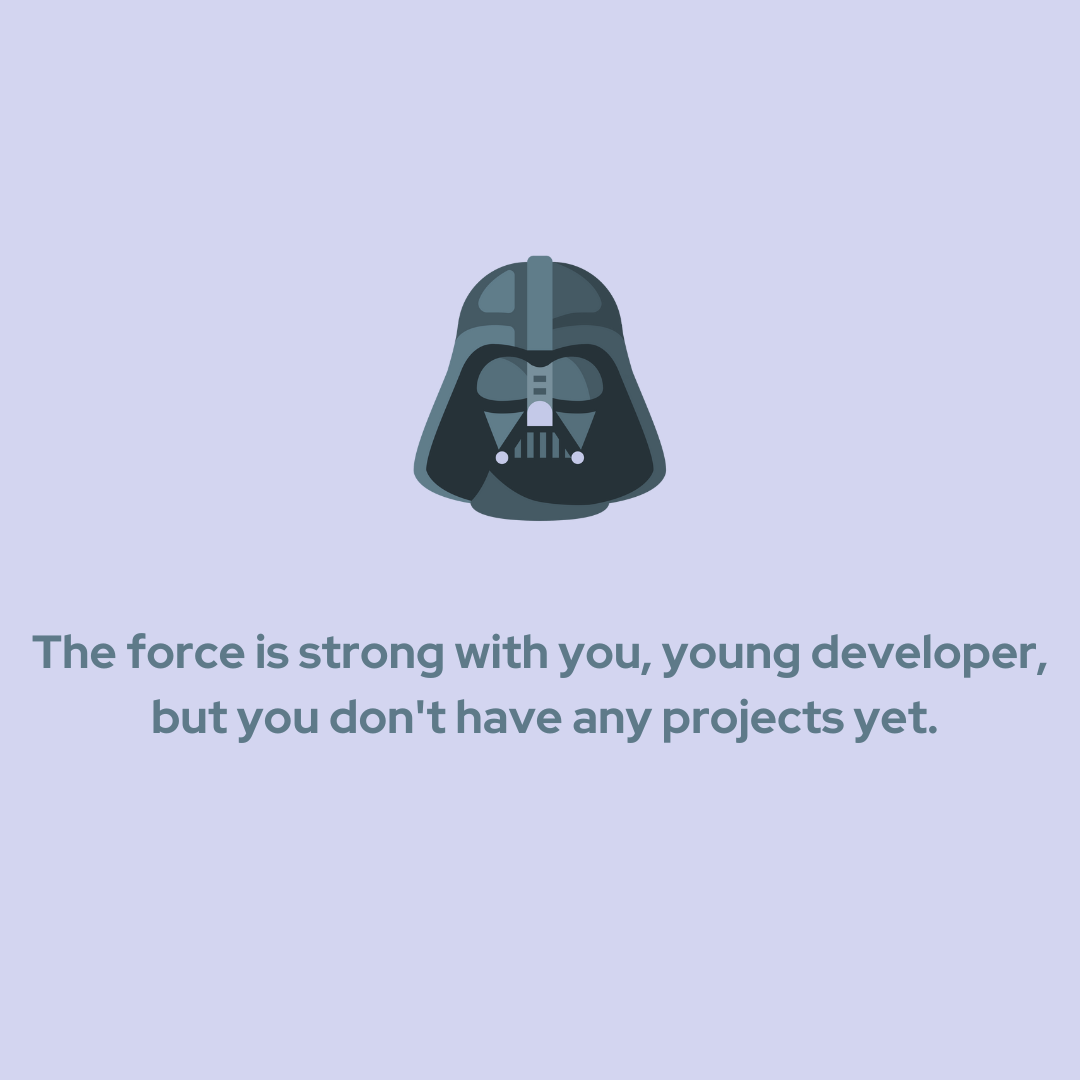 The force is strong with you, young developer,
but you don't have any projects yet.